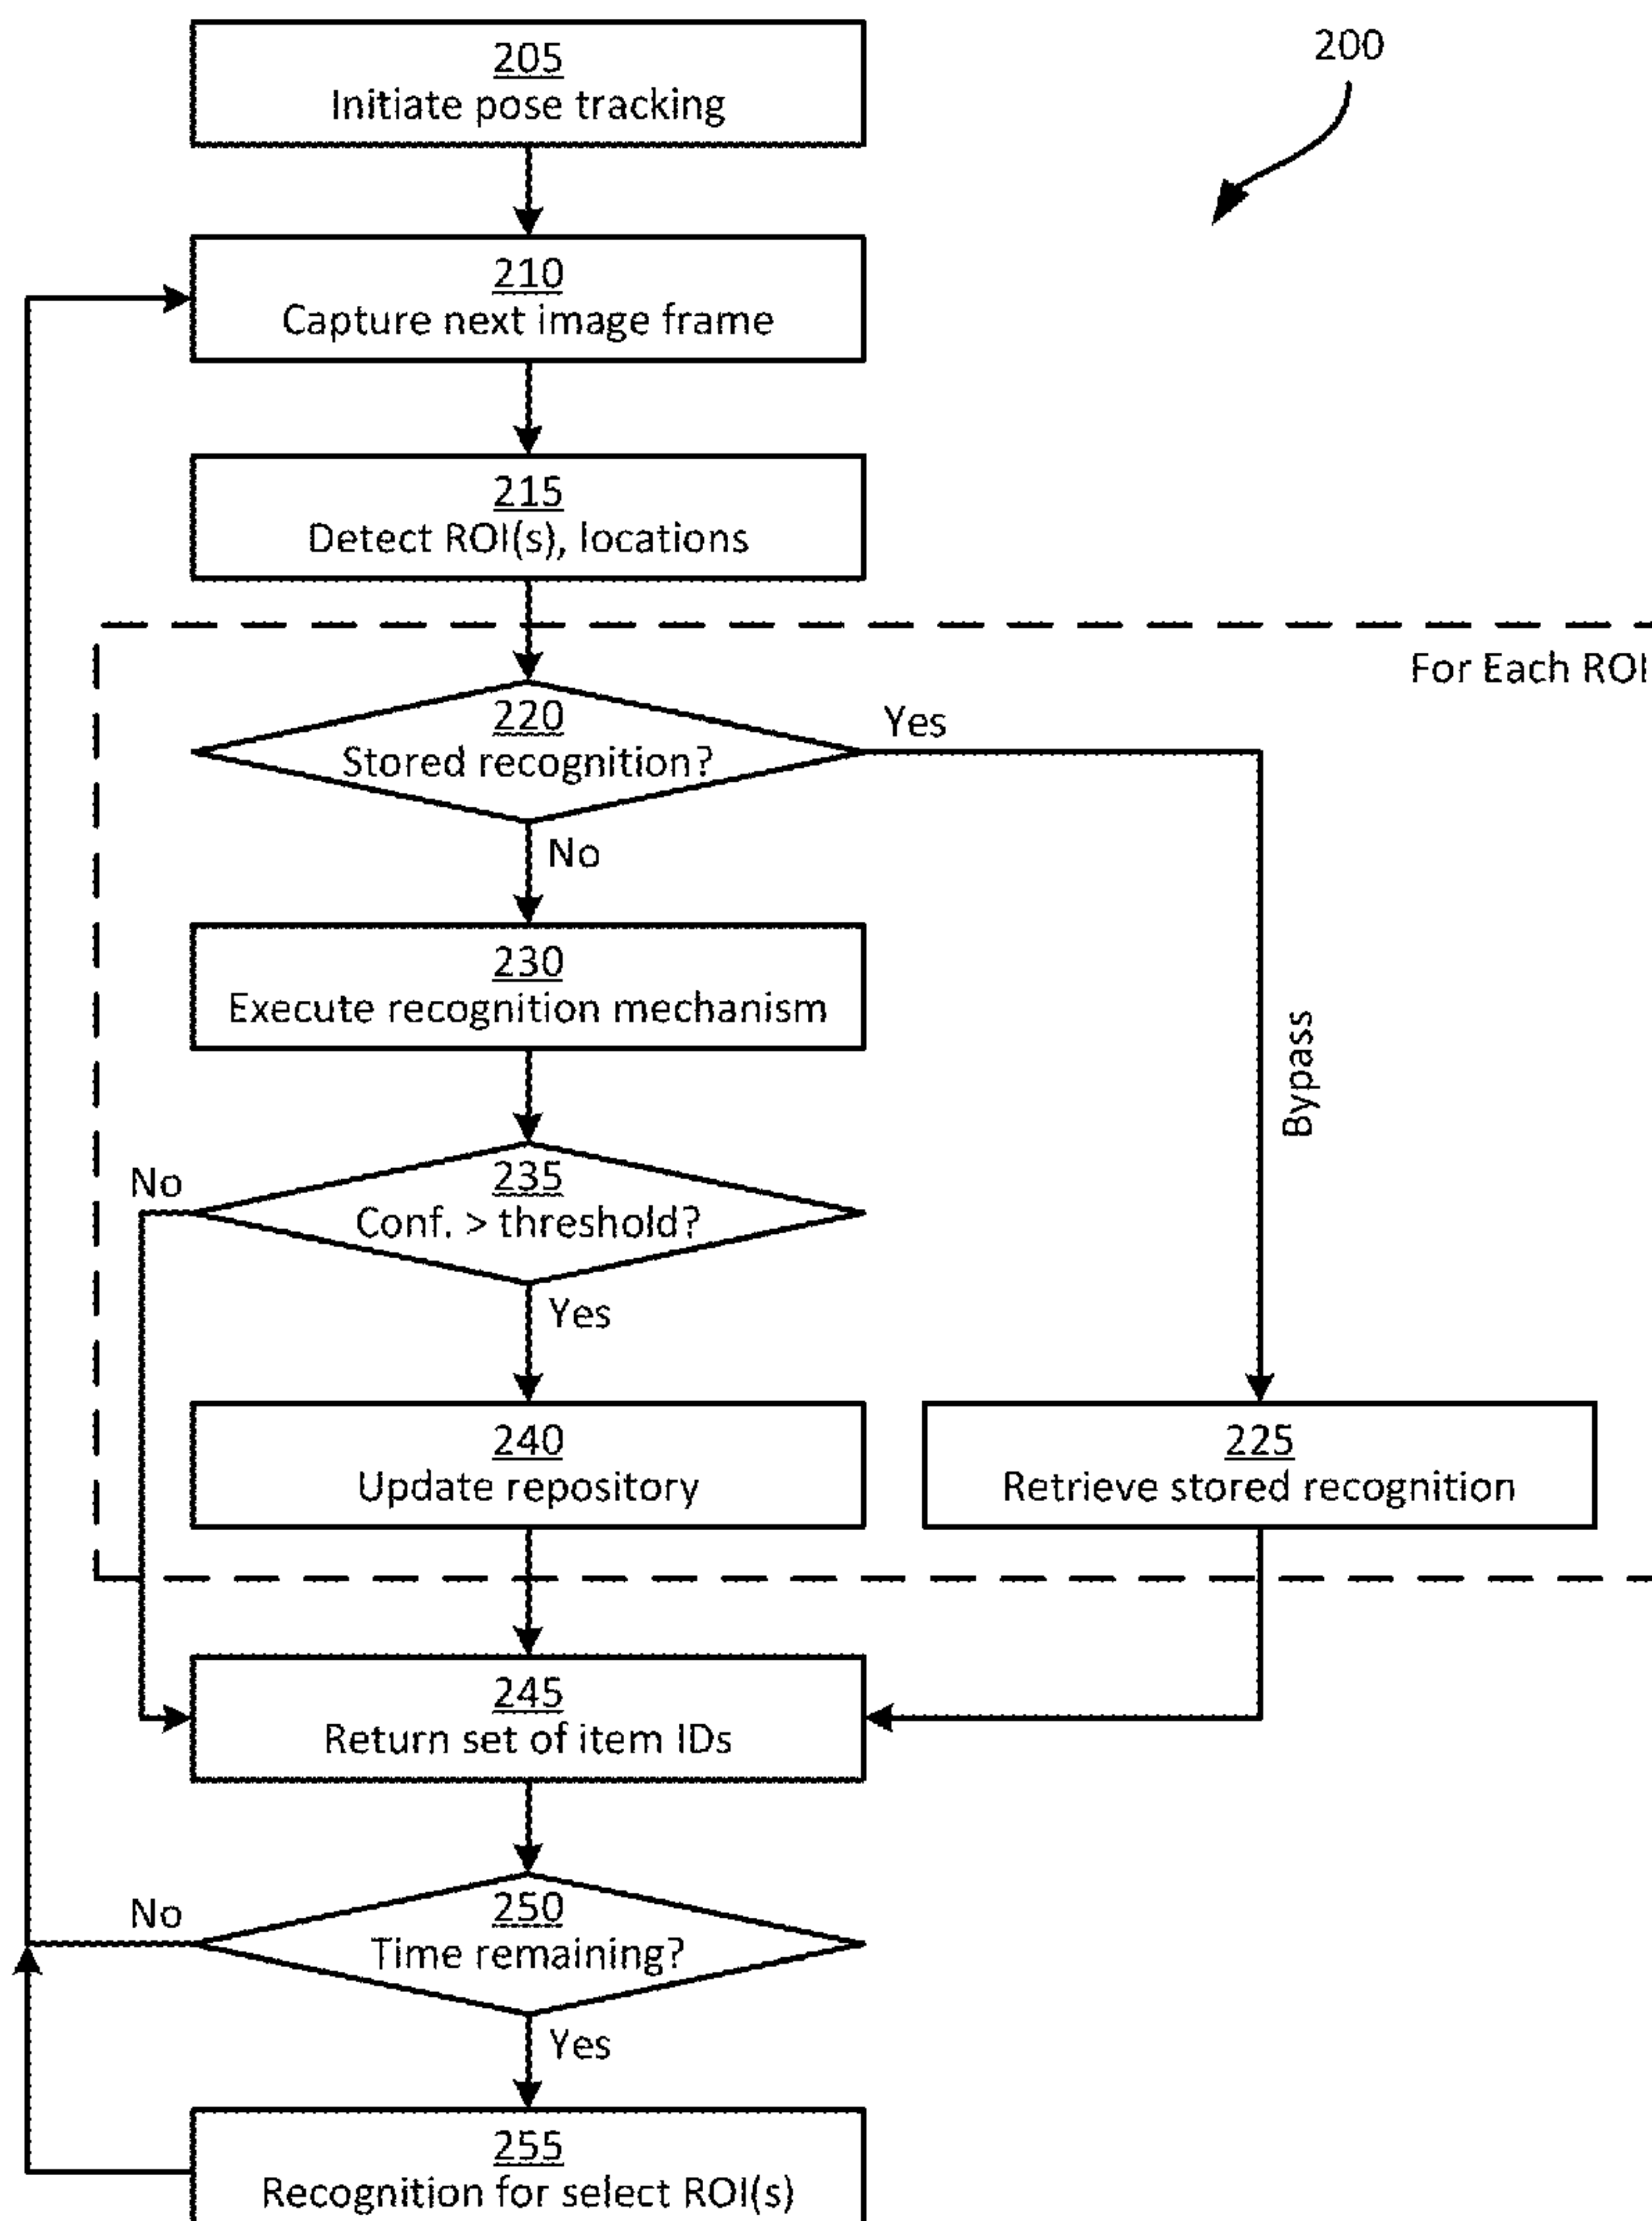 205
Initiate pose tracking
200
210
Capture next image frame
215
Detect ROI(s), locations
For Each ROI
220
Stored recognition?
Yes
No
230
Execute recognition mechanism
Bypass
235
Conf. > threshold?
No
Yes
240
Update repository
225
Retrieve stored recognition
245
Return set of item IDs
250
Time remaining?
No
Yes
255
Recognition for select ROI(s)